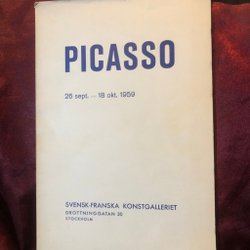 PICASSO
26 sept. — 18 okt. 1959
SVENSK-FRANSKA KONSTGALLERIET
DROTTNINGGATAN 30
STOCKHOLM